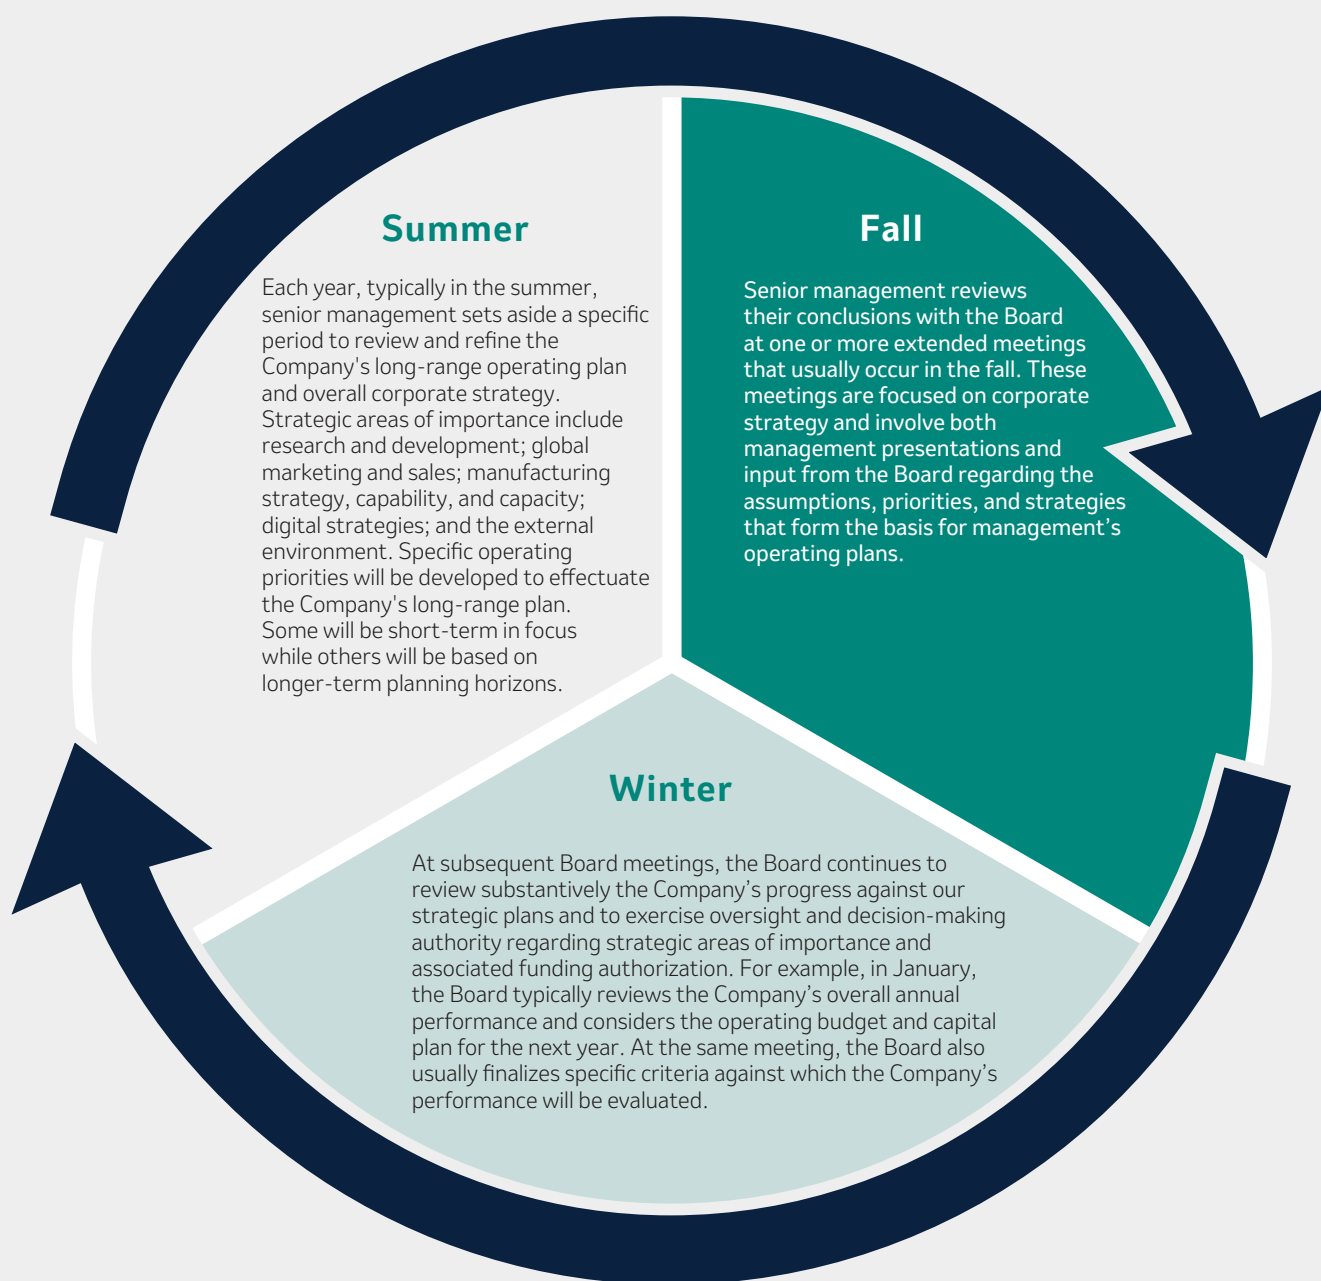 Summer
Each year, typically in the summer,
senior management sets aside a specific
period to review and refine the
Company's long-range operating plan
and overall corporate strategy.
Strategic areas of importance include
research and development; global
marketing and sales; manufacturing
strategy, capability, and capacity;
digital strategies; and the external
environment. Specific operating
priorities will be developed to effectuate
the Company's long-range plan.
Some will be short-term in focus
while others will be based on
longer-term planning horizons.
Fall
Senior management reviews
their conclusions with the Board
at one or more extended meetings
that usually occur in the fall. These
meetings are focused on corporate
strategy and involve both
management presentations and
input from the Board regarding the
assumptions, priorities, and strategies
that form the basis for management’s
operating plans.
Winter
At subsequent Board meetings, the Board continues to
review substantively the Company’s progress against our
strategic plans and to exercise oversight and decision-making
authority regarding strategic areas of importance and
associated funding authorization. For example, in January,
the Board typically reviews the Company’s overall annual
performance and considers the operating budget and capital
plan for the next year. At the same meeting, the Board also
usually finalizes specific criteria against which the Company’s
performance will be evaluated.